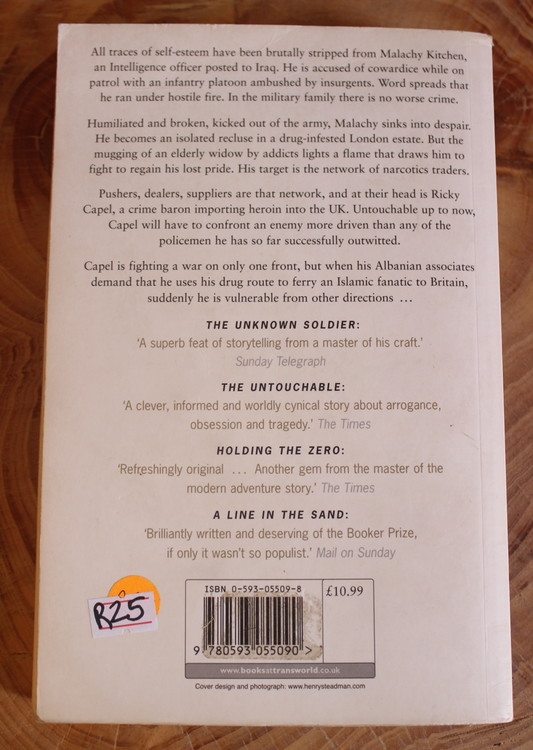 All traces of self-esteem have been brutally stripped from Malachy Kitchen,
an Intelligence officer posted to Iraq. He is accused of cowardice while on
patrol with an infantry platoon ambushed by insurgents. Word spreads that
he ran under hostile fire. In the military family there is no worse crime.
Humiliated and broken, kicked out of the army, Malachy sinks into despair.
He becomes an isolated recluse in a drug-infested London estate. But the
mugging of an elderly widow by addicts lights a flame that draws him to
fight to regain his lost pride. His target is the network of narcotics traders.
Pushers, dealers, suppliers are that network, and at their head is Ricky
Capel, a crime baron importing heroin into the UK. Untouchable up to now,
Capel will have to confront an enemy more driven than any of the
policemen he has so far successfully outwitted.
Capel is fighting a war on only one front, but when his Albanian associates
demand that he uses his drug route to ferry an Islamic fanatic to Britain,
suddenly he is vulnerable from other directions …
THE UNKNOWN SOLDIER:
‘A superb feat of storytelling from a master of his craft.’
Sunday Telegraph
THE UNTOUCHABLE:
‘A clever, informed and worldly cynical story about arrogance,
obsession and tragedy.’ The Times
HOLDING THE ZERO:
‘Refreshingly original … Another gem from the master of the
modern adventure story.’ The Times
A LINE IN THE SAND:
‘Brilliantly written and deserving of the Booker Prize,
if only it wasn’t so populist.’ Mail on Sunday
ISBN 0-593-05509-8
£10.99
R25
9 780593 055090 >
www.booksattransworld.co.uk
Cover design and photograph: www.henrysteadman.com